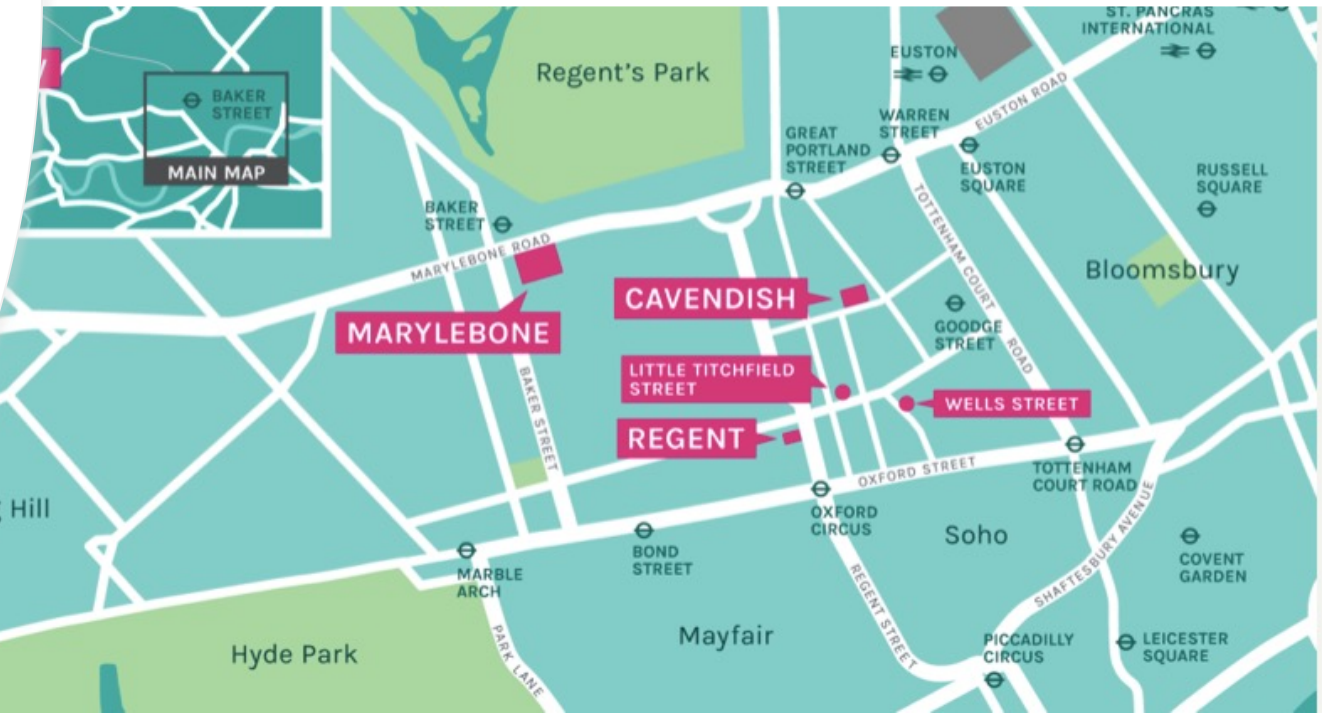 ST. PANCRAS
INTERNATIONAL
EUSTON
Regent's Park
BAKER
STREET
MAIN MAP
EUSTON ROAD
WARREN
STREET
GREAT
PORTLAND
STREET
EUSTON
SQUARE
RUSSELL
SQUARE
BAKER
STREET
MARYLEBONE ROAD
TOTTENHAM COURT ROAD
Bloomsbury
CAVENDISH
MARYLEBONE
GOODGE
STREET
LITTLE TITCHFIELD
STREET
WELLS STREET
BAKER STREET
REGENT
OXFORD STREET
TOTTENHAM
COURT ROAD
Hill
OXFORD
CIRCUS
Soho
SHAFTESBURY AVENUE
BOND
STREET
COVENT
GARDEN
MARBLE
ARCH
REGENT STREET
Hyde Park
PARK LANE
Mayfair
PICCADILLY
CIRCUS
LEICESTER
SQUARE